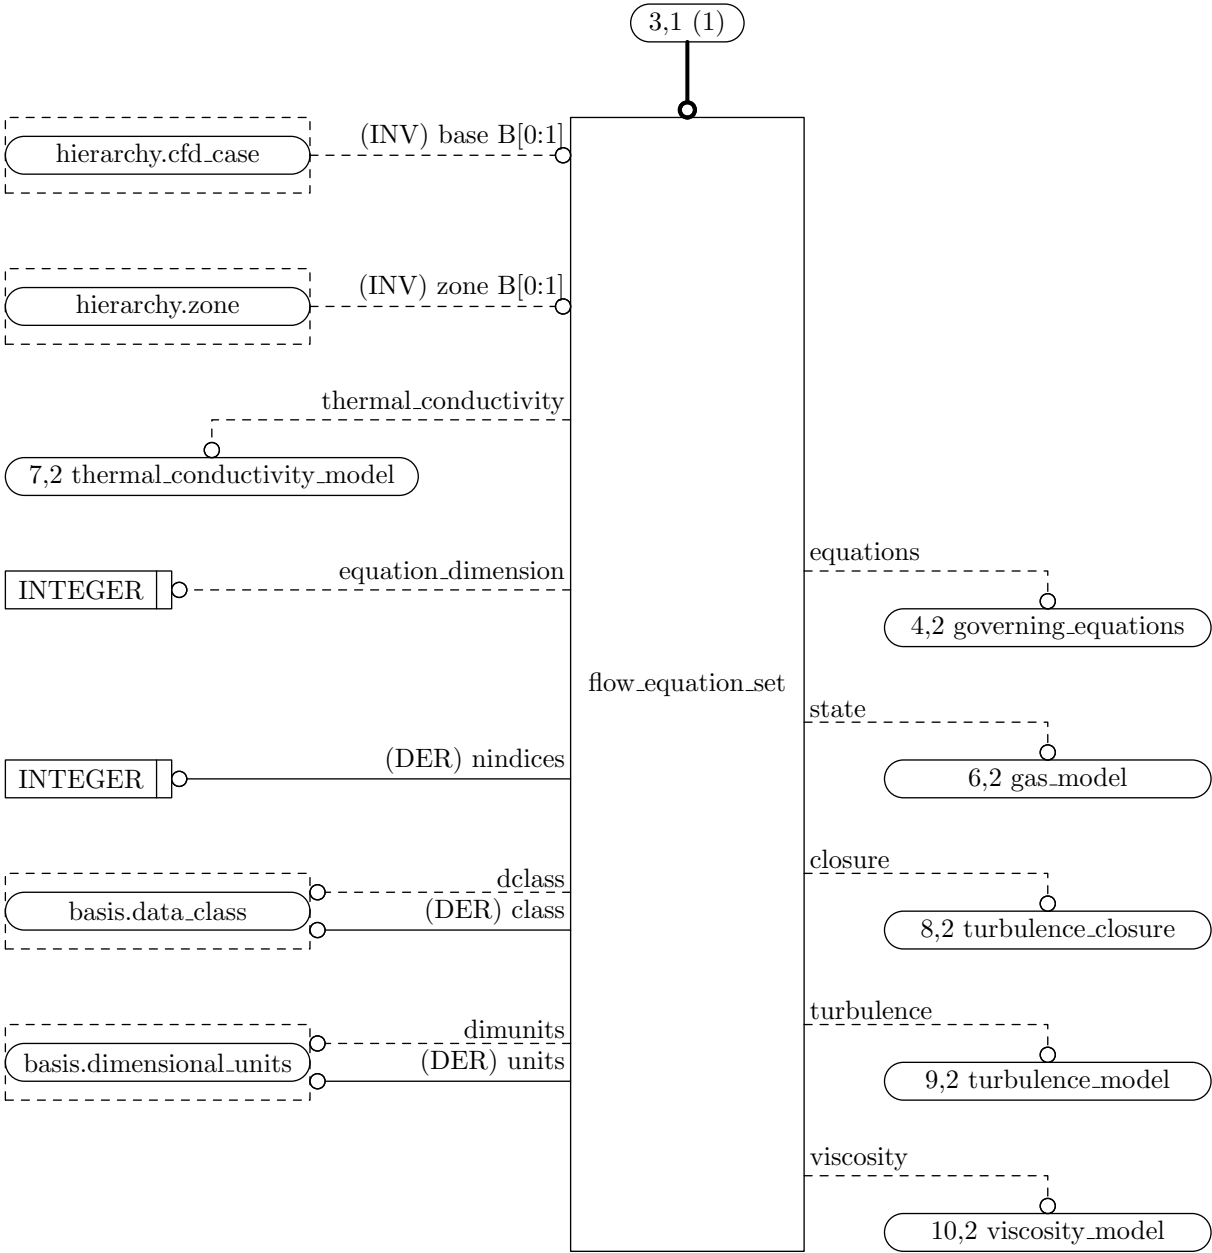 3,1 (1)
(INV) base B[0:1]
hierarchy.cfd_case
(INV) zone B[0:1]
hierarchy.zone
thermal_conductivity
7,2 thermal_conductivity_model
equation_dimension
INTEGER
equations
4,2 governing_equations
flow_equation_set
state
(DER) nindices
INTEGER
6,2 gas_model
closure
dclass
basis.data_class
(DER) class
8,2 turbulence_closure
turbulence
dimunits
basis.dimensional_units
(DER) units
9,2 turbulence_model
viscosity
10,2 viscosity_model